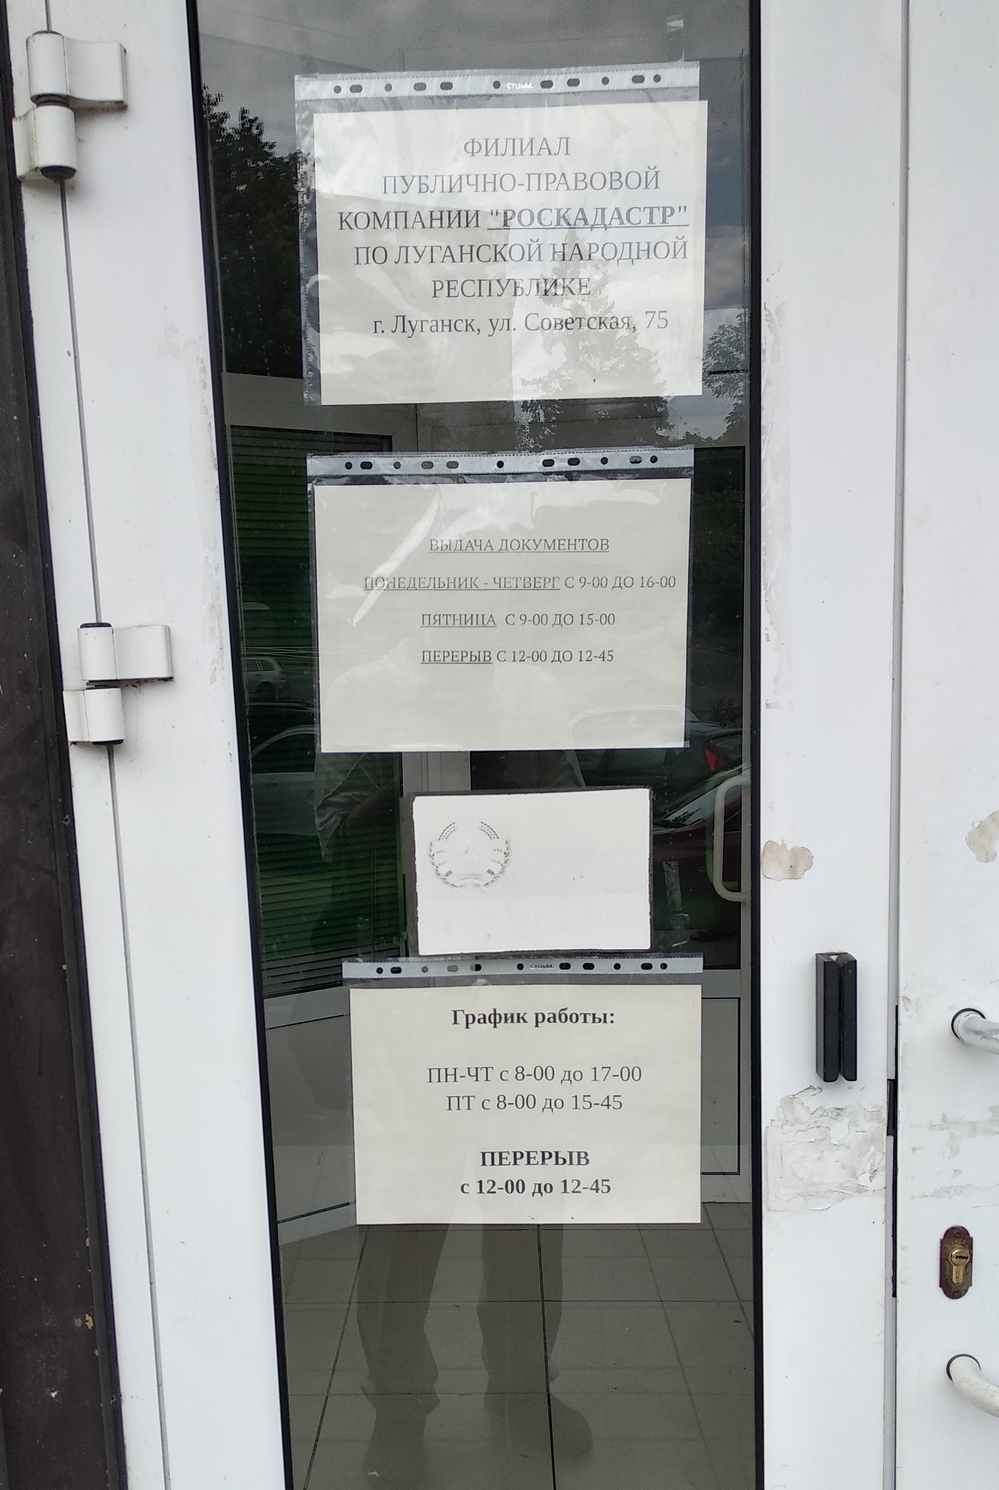 СТАММ.
ФИЛИАЛ
ПУБЛИЧНО-ПРАВОВОЙ
КОМПАНИИ "РОСКАДАСТР"
ПО ЛУГАНСКОЙ НАРОДНОЙ
РЕСПУБЛИКЕ
г. Луганск, ул. Советская, 75
ВЫДАЧА ДОКУМЕНТОВ
ПОНЕДЕЛЬНИК - ЧЕТВЕРГ С 9-00 ДО 16-00
ПЯТНИЦА С 9-00 ДО 15-00
ПЕРЕРЫВ С 12-00 ДО 12-45
График работы:
ПН-ЧТ с 8-00 до 17-00
ПТ с 8-00 до 15-45
ПЕРЕРЫВ
с 12-00 до 12-45